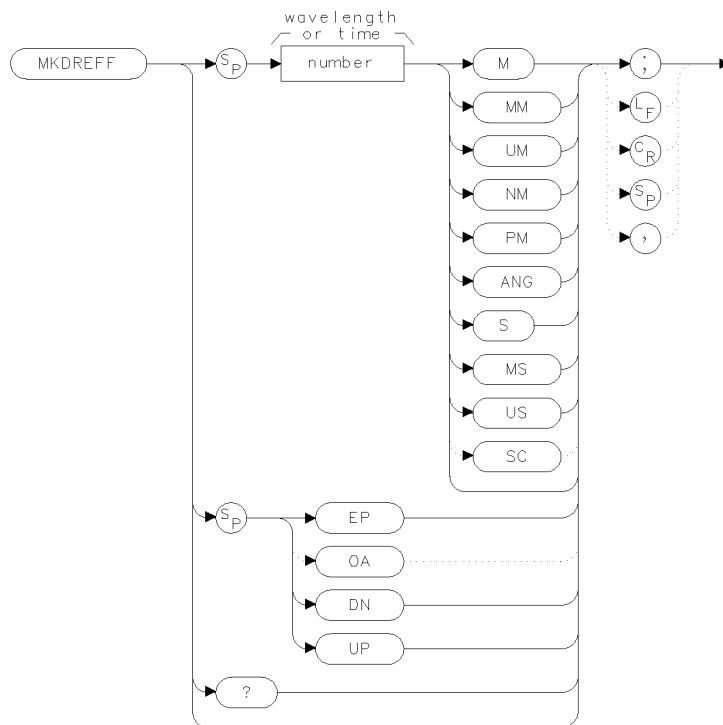 wavelength
or time
MKDREFF
SP
number
M
;
MM
LF
UM
CR
NM
SP
PM
,
ANG
S
MS
US
SC
SP
EP
OA
DN
UP
?